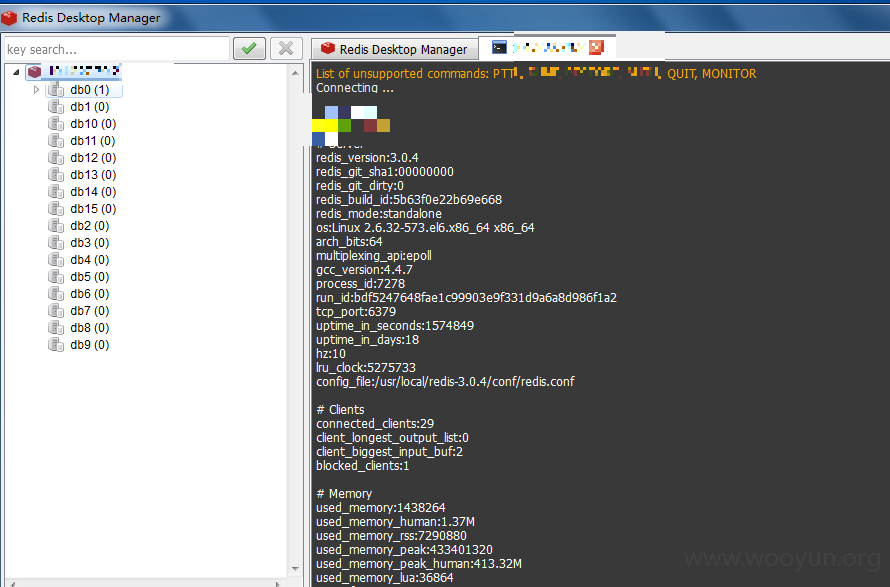 Redis Desktop Manager
key search...
Redis Desktop Manager
db0 (1)
db1 (0)
db10 (0)
db11 (0)
db12 (0)
db13 (0)
db14 (0)
db15 (0)
db2 (0)
db3 (0)
db4 (0)
db5 (0)
db6 (0)
db7 (0)
db8 (0)
db9 (0)
List of unsupported commands: QUIT, MONITOR
Connecting ...
# Server
redis_version:3.0.4
redis_git_sha1:00000000
redis_git_dirty:0
redis_build_id:5b63f0e22b69e668
redis_mode:standalone
os:Linux 2.6.32-573.el6.x86_64 x86_64
arch_bits:64
multiplexing_api:epoll
gcc_version:4.4.7
process_id:7278
run_id:bdf5247648fae1c99903e9f331d9a6a8d986f1a2
tcp_port:6379
uptime_in_seconds:1574849
uptime_in_days:18
hz:10
lru_clock:5275733
config_file:/usr/local/redis-3.0.4/conf/redis.conf
# Clients
connected_clients:29
client_longest_output_list:0
client_biggest_input_buf:2
blocked_clients:1
# Memory
used_memory:1438264
used_memory_human:1.37M
used_memory_rss:7290880
used_memory_peak:433401320
used_memory_peak_human:413.32M
used_memory_lua:36864
www.wooyun.org